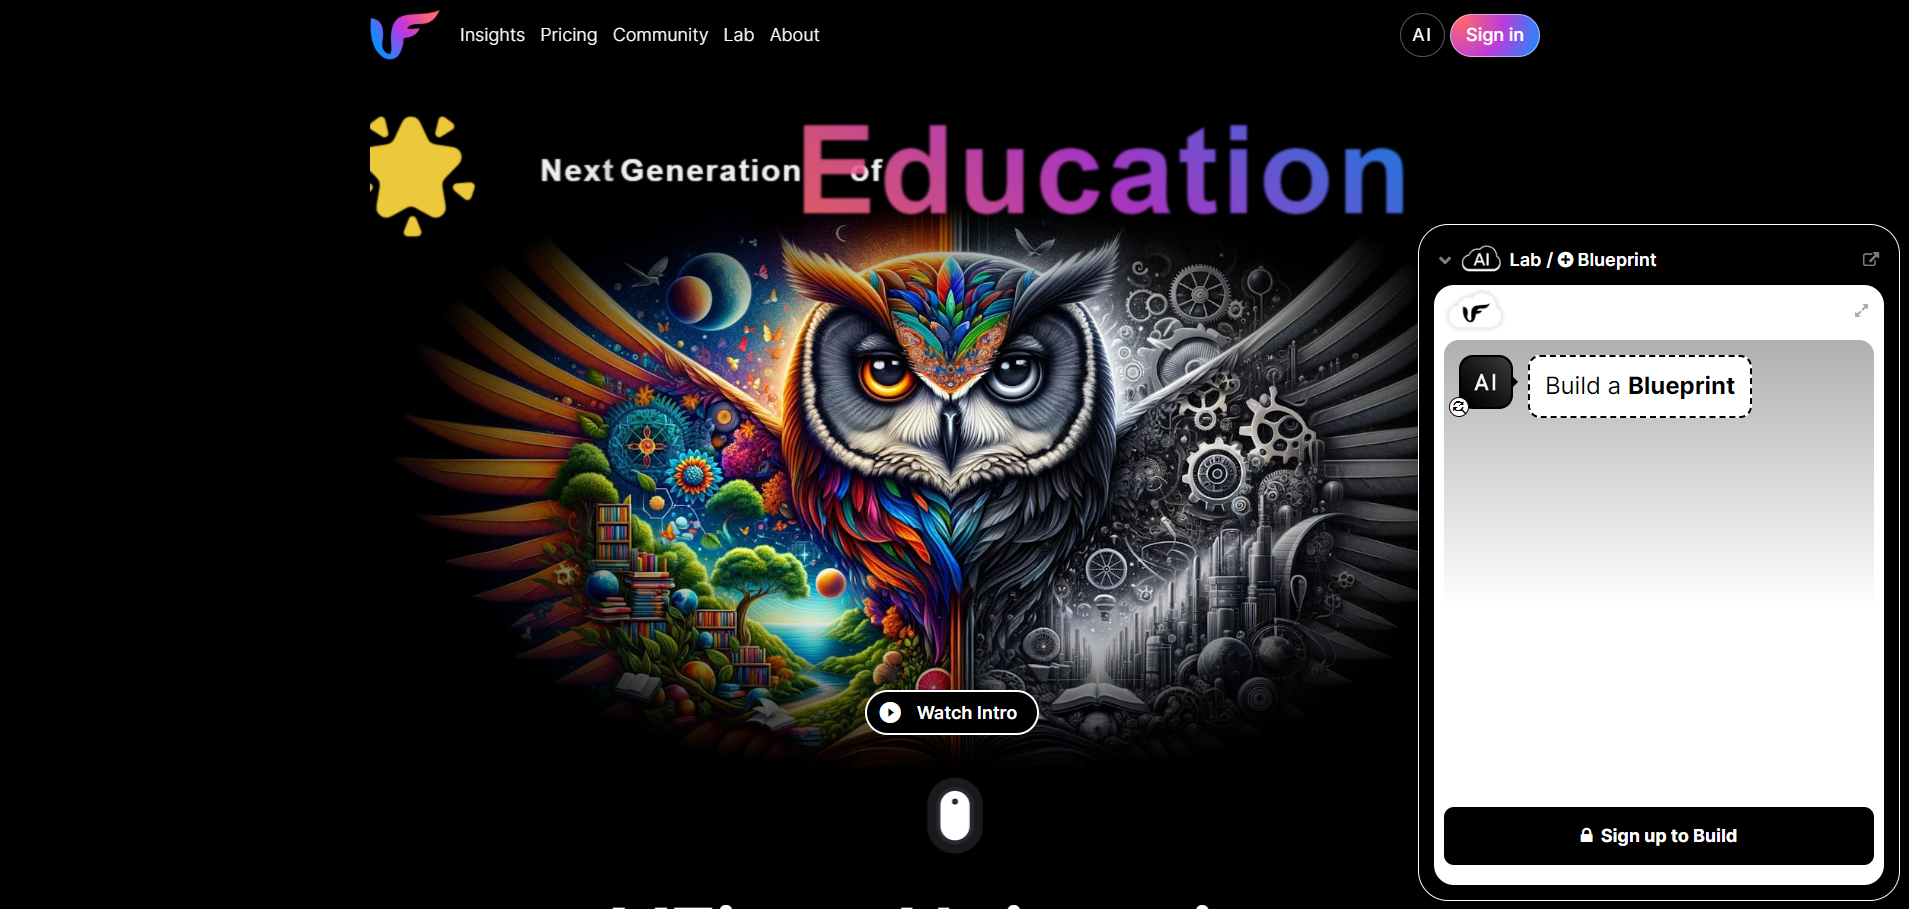 Insights Pricing Community Lab About
AI Sign in
Next Generation of Education
AI Lab / Blueprint
AI Build a Blueprint
Watch Intro
Sign up to Build